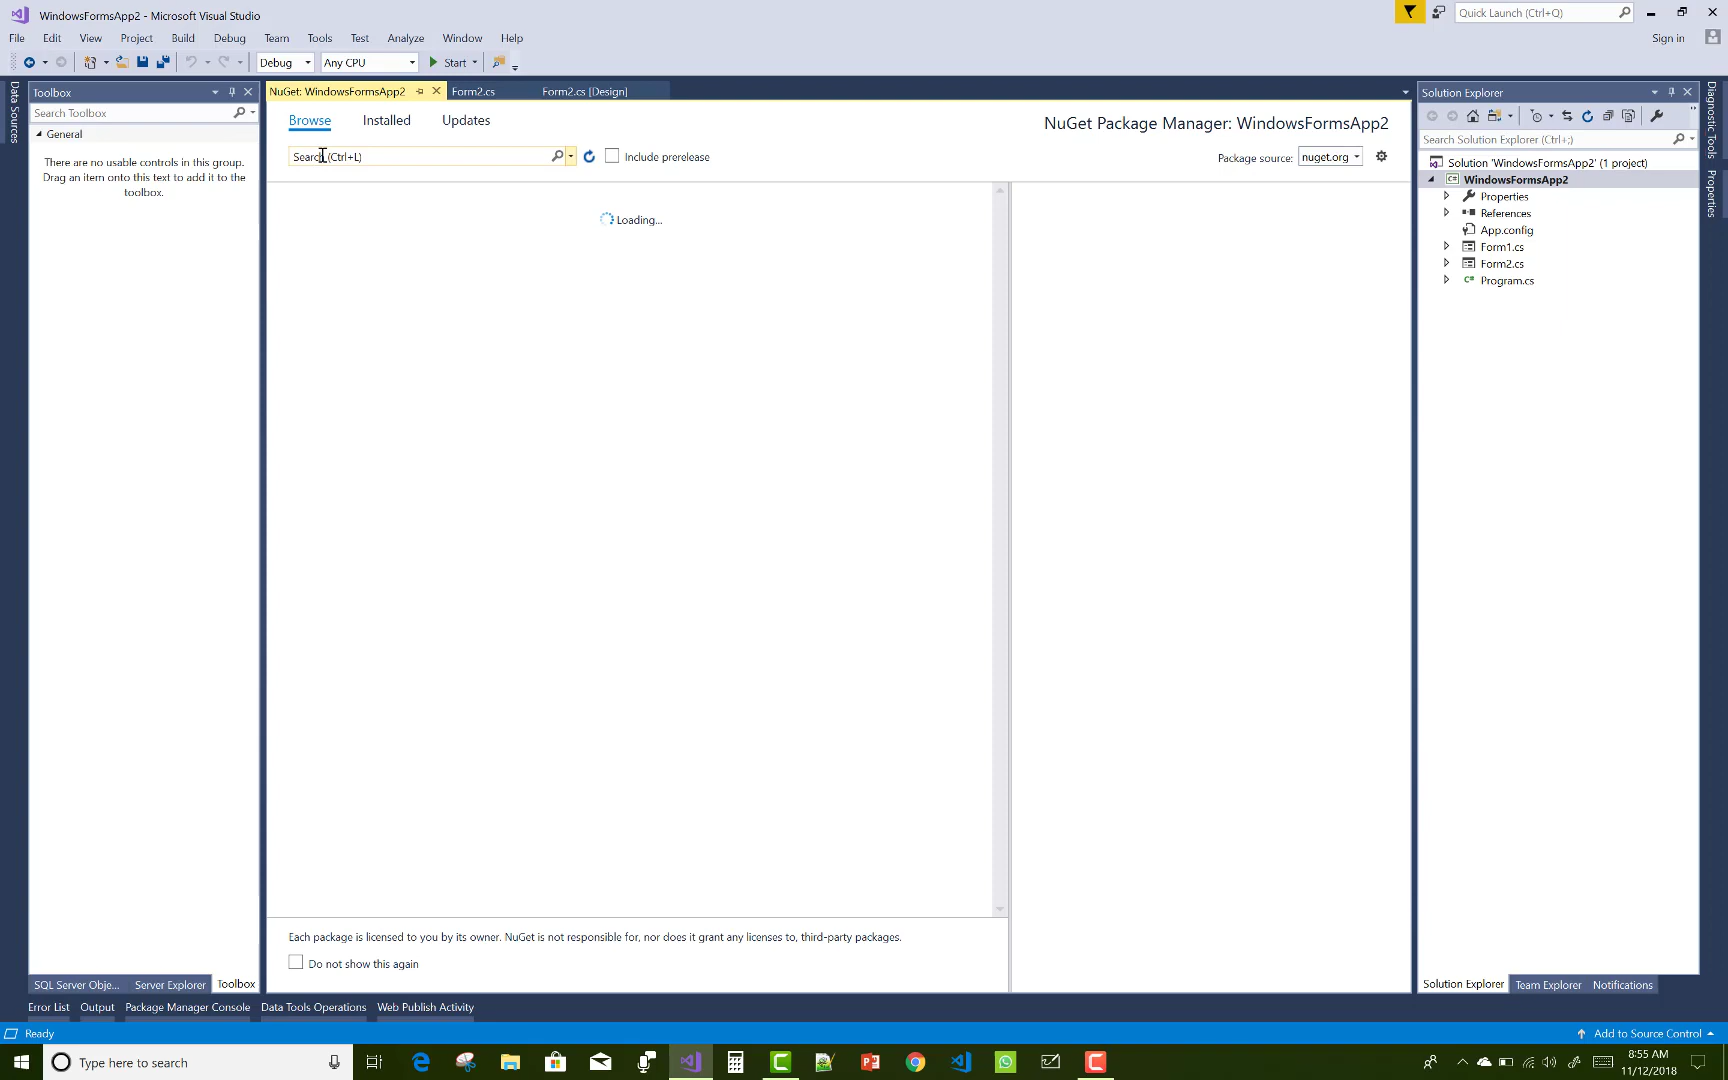 WindowsFormsApp2 - Microsoft Visual Studio
Quick Launch (Ctrl+Q)
File Edit View Project Build Debug Team Tools Test Analyze Window Help
Sign in
Debug Any CPU Start
Data Sources
Toolbox
Search Toolbox
General
There are no usable controls in this group.
Drag an item onto this text to add it to the
toolbox.
NuGet: WindowsFormsApp2 Form2.cs Form2.cs [Design]
Browse Installed Updates
NuGet Package Manager: WindowsFormsApp2
Search (Ctrl+L)
Include prerelease
Package source: nuget.org
Loading...
Each package is licensed to you by its owner. NuGet is not responsible for, nor does it grant any licenses to, third-party packages.
Do not show this again
Solution Explorer
Search Solution Explorer (Ctrl+;)
Solution 'WindowsFormsApp2' (1 project)
WindowsFormsApp2
Properties
References
App.config
Form1.cs
Form2.cs
Program.cs
Diagnostic Tools
Properties
SQL Server Obje... Server Explorer Toolbox
Solution Explorer Team Explorer Notifications
Error List Output Package Manager Console Data Tools Operations Web Publish Activity
Ready
Add to Source Control
Type here to search
8:55 AM
11/12/2018